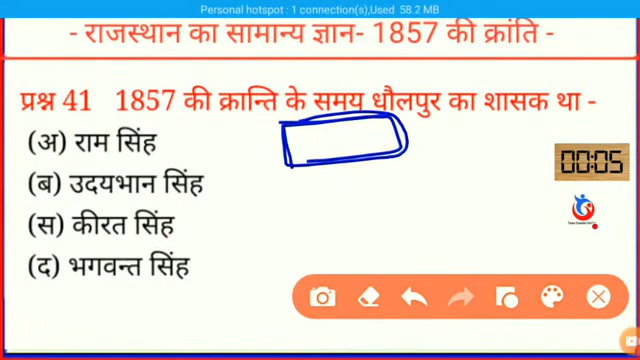 Personal hotspot : 1 connection(s),Used 58.2 MB
- राजस्थान का सामान्य ज्ञान- 1857 की क्रांति -
प्रश्न 41 1857 की क्रान्ति के समय धौलपुर का शासक था -
(अ) राम सिंह
(ब) उदयभान सिंह
(स) कीरत सिंह
(द) भगवन्त सिंह
00:05